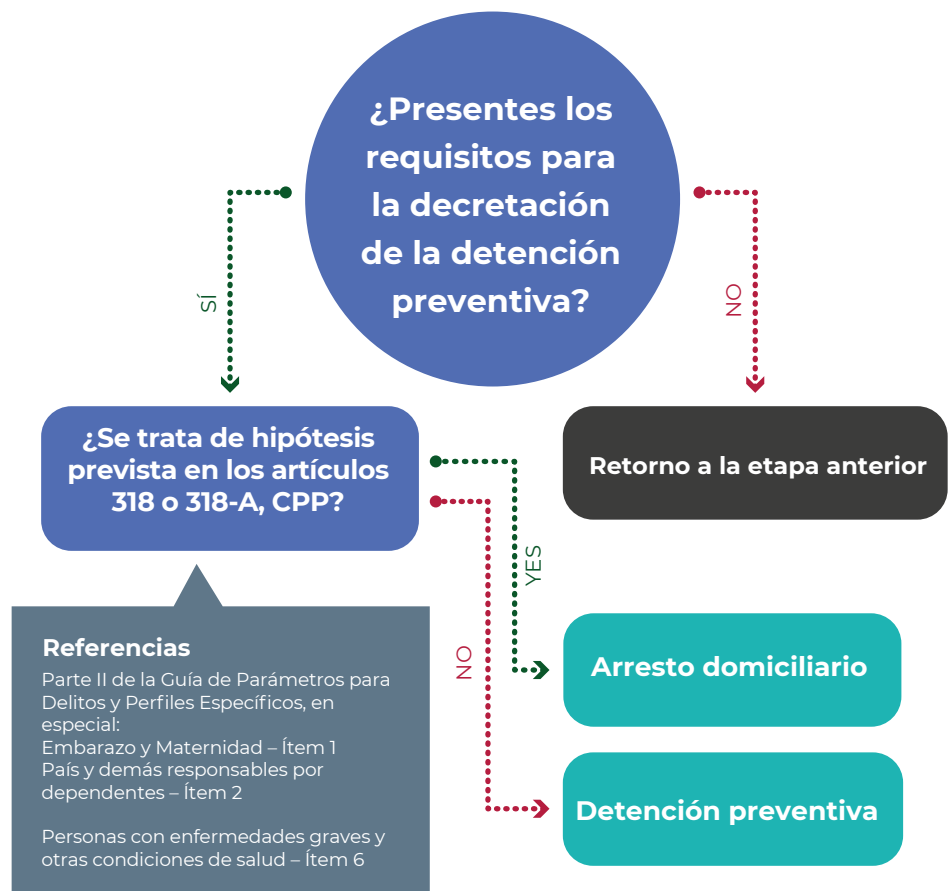 ¿Presentes los
requisitos para
la decretación
de la detención
preventiva?
SÍ
NO
¿Se trata de hipótesis
prevista en los artículos
318 o 318-A, CPP?
Retorno a la etapa anterior
YES
NO
Arresto domiciliario
Detención preventiva
Referencias
Parte II de la Guía de Parámetros para
Delitos y Perfiles Específicos, en
especial:
Embarazo y Maternidad – Ítem 1
País y demás responsables por
dependentes – Ítem 2
Personas con enfermedades graves y
otras condiciones de salud – Ítem 6